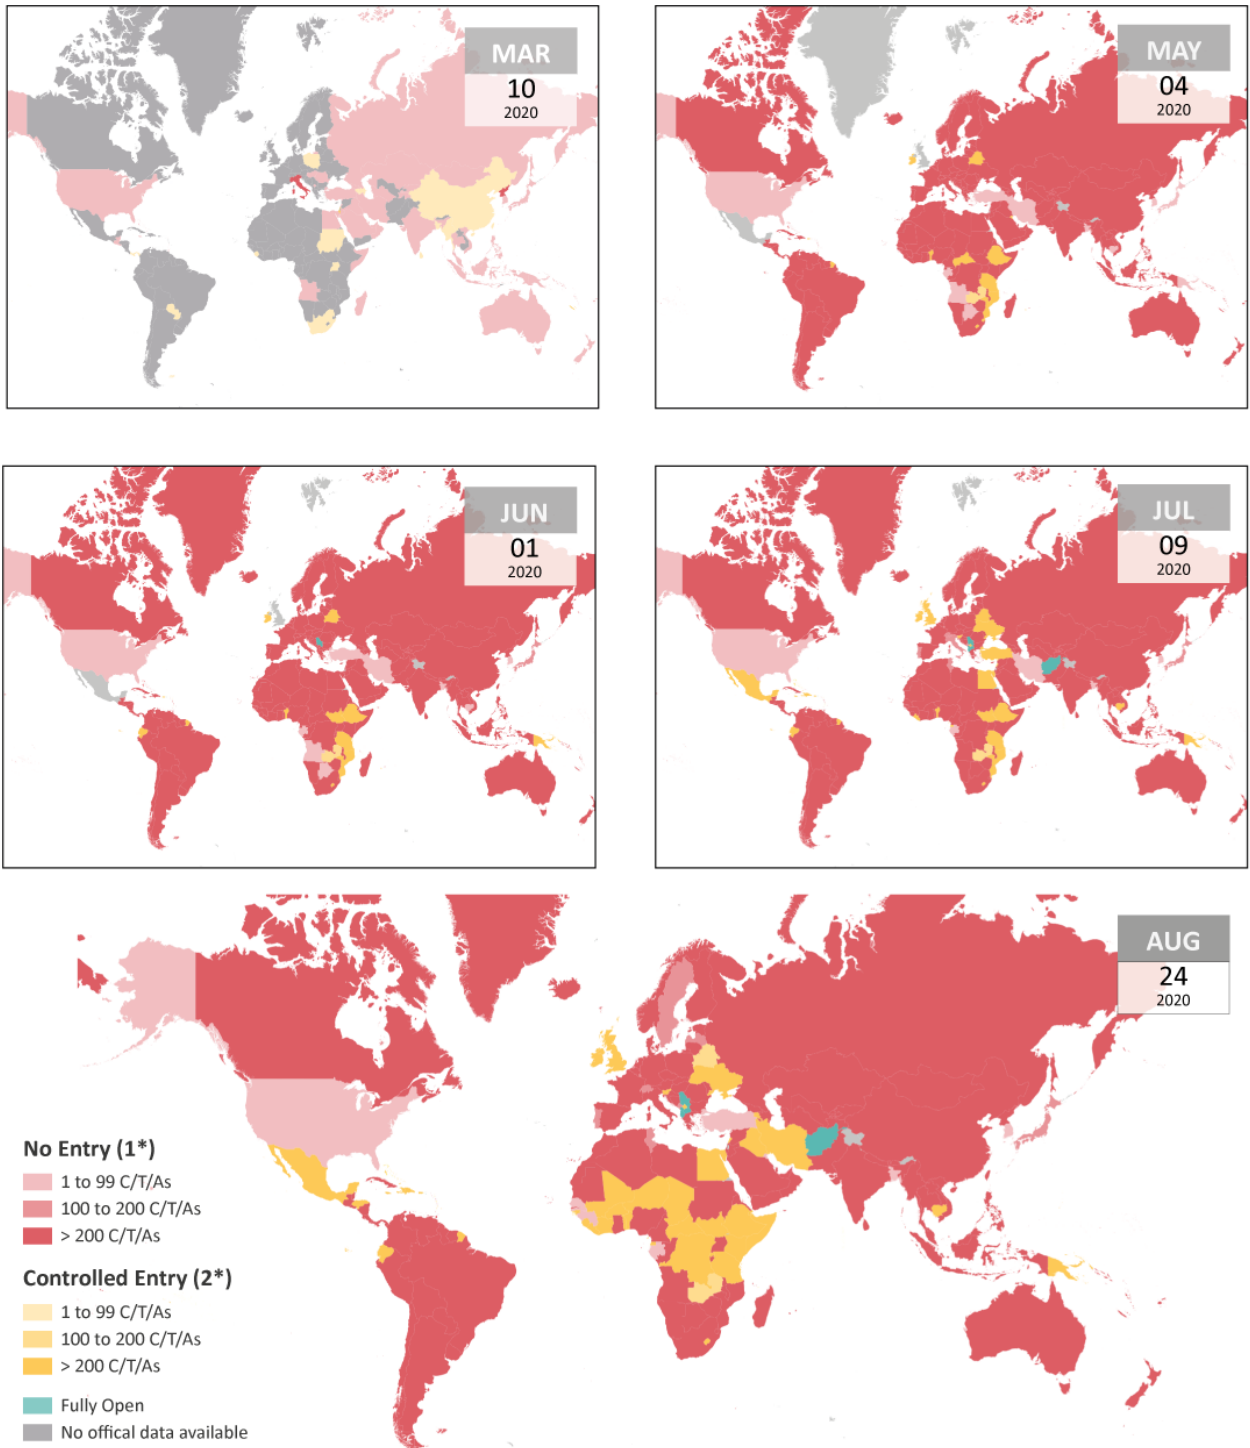 MAR
10
2020
MAY
04
2020
JUN
01
2020
JUL
09
2020
AUG
24
2020
No Entry (1*)
1 to 99 C/T/As
100 to 200 C/T/As
> 200 C/T/As
Controlled Entry (2*)
1 to 99 C/T/As
100 to 200 C/T/As
> 200 C/T/As
Fully Open
No offical data available